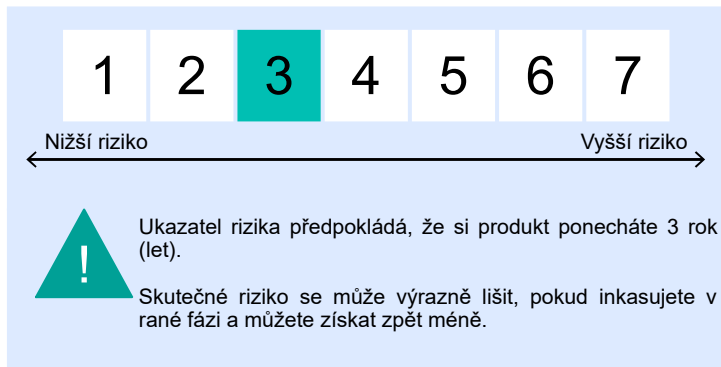 1 2 3 4 5 6 7
Nižší riziko Vyšší riziko
!
Ukazatel rizika předpokládá, že si produkt ponecháte 3 rok
(let).
Skutečné riziko se může výrazně lišit, pokud inkasujete v
rané fázi a můžete získat zpět méně.